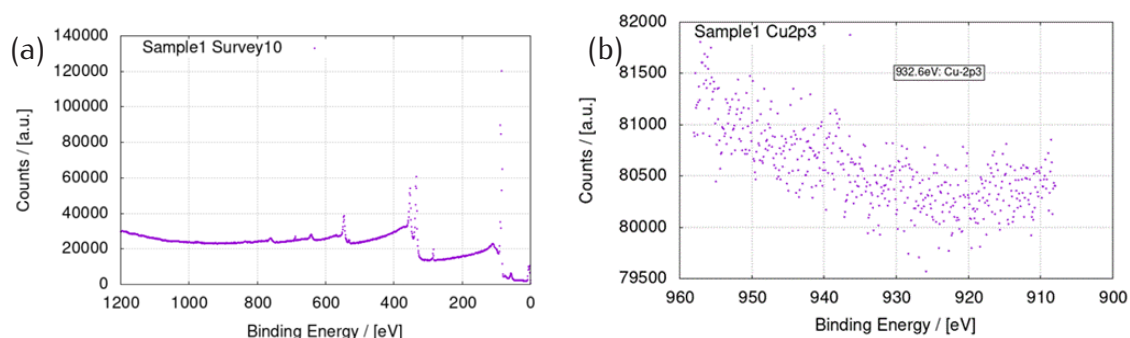 (a)
Sample1 Survey10
140000
120000
100000
80000
60000
40000
20000
0
Counts / [a.u.]
1200 1000 800 600 400 200 0
Binding Energy / [eV]
(b)
Sample1 Cu2p3
932.6eV: Cu-2p3
82000
81500
81000
80500
80000
79500
Counts / [a.u.]
960 950 940 930 920 910 900
Binding Energy / [eV]